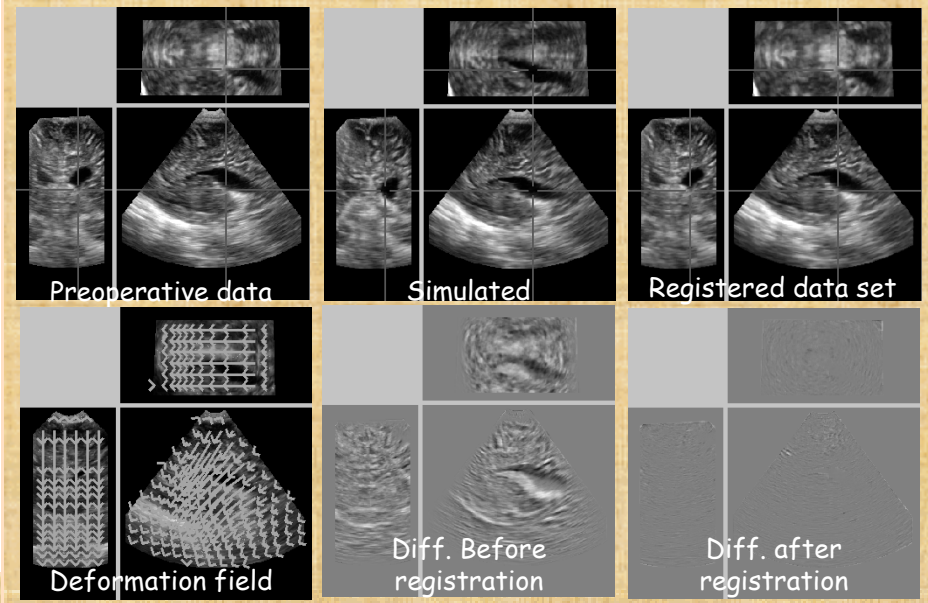 Preoperative data
Simulated
Registered data set
Deformation field
Diff. Before
registration
Diff. after
registration